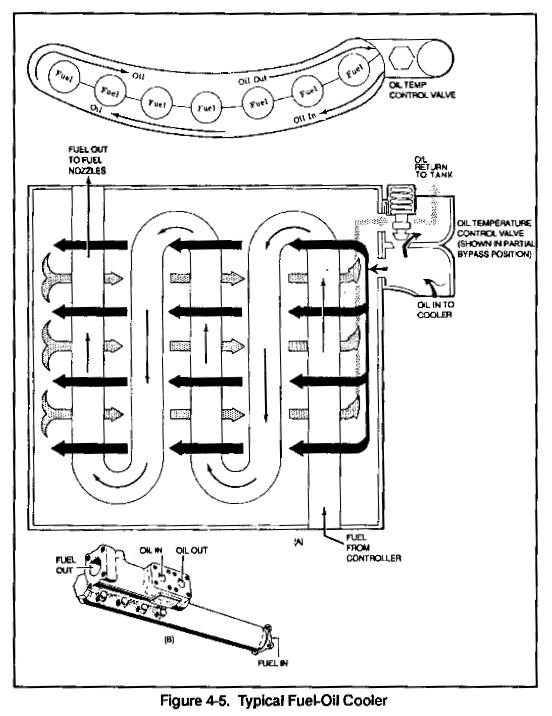 Fuel
Fuel
Fuel
Fuel
Fuel
Fuel
Fuel
Oil
Oil Out
Oil
Oil In
OIL TEMP
CONTROL VALVE
FUEL OUT
TO FUEL
NOZZLES
OIL
RETURN
TO TANK
OIL TEMPERATURE
CONTROL VALVE
(SHOWN IN PARTIAL
BYPASS POSITION)
OIL IN TO
COOLER
(A)
FUEL
FROM
CONTROLLER
FUEL
OUT
OIL IN
OIL OUT
(B)
FUEL IN
Figure 4-5. Typical Fuel-Oil Cooler